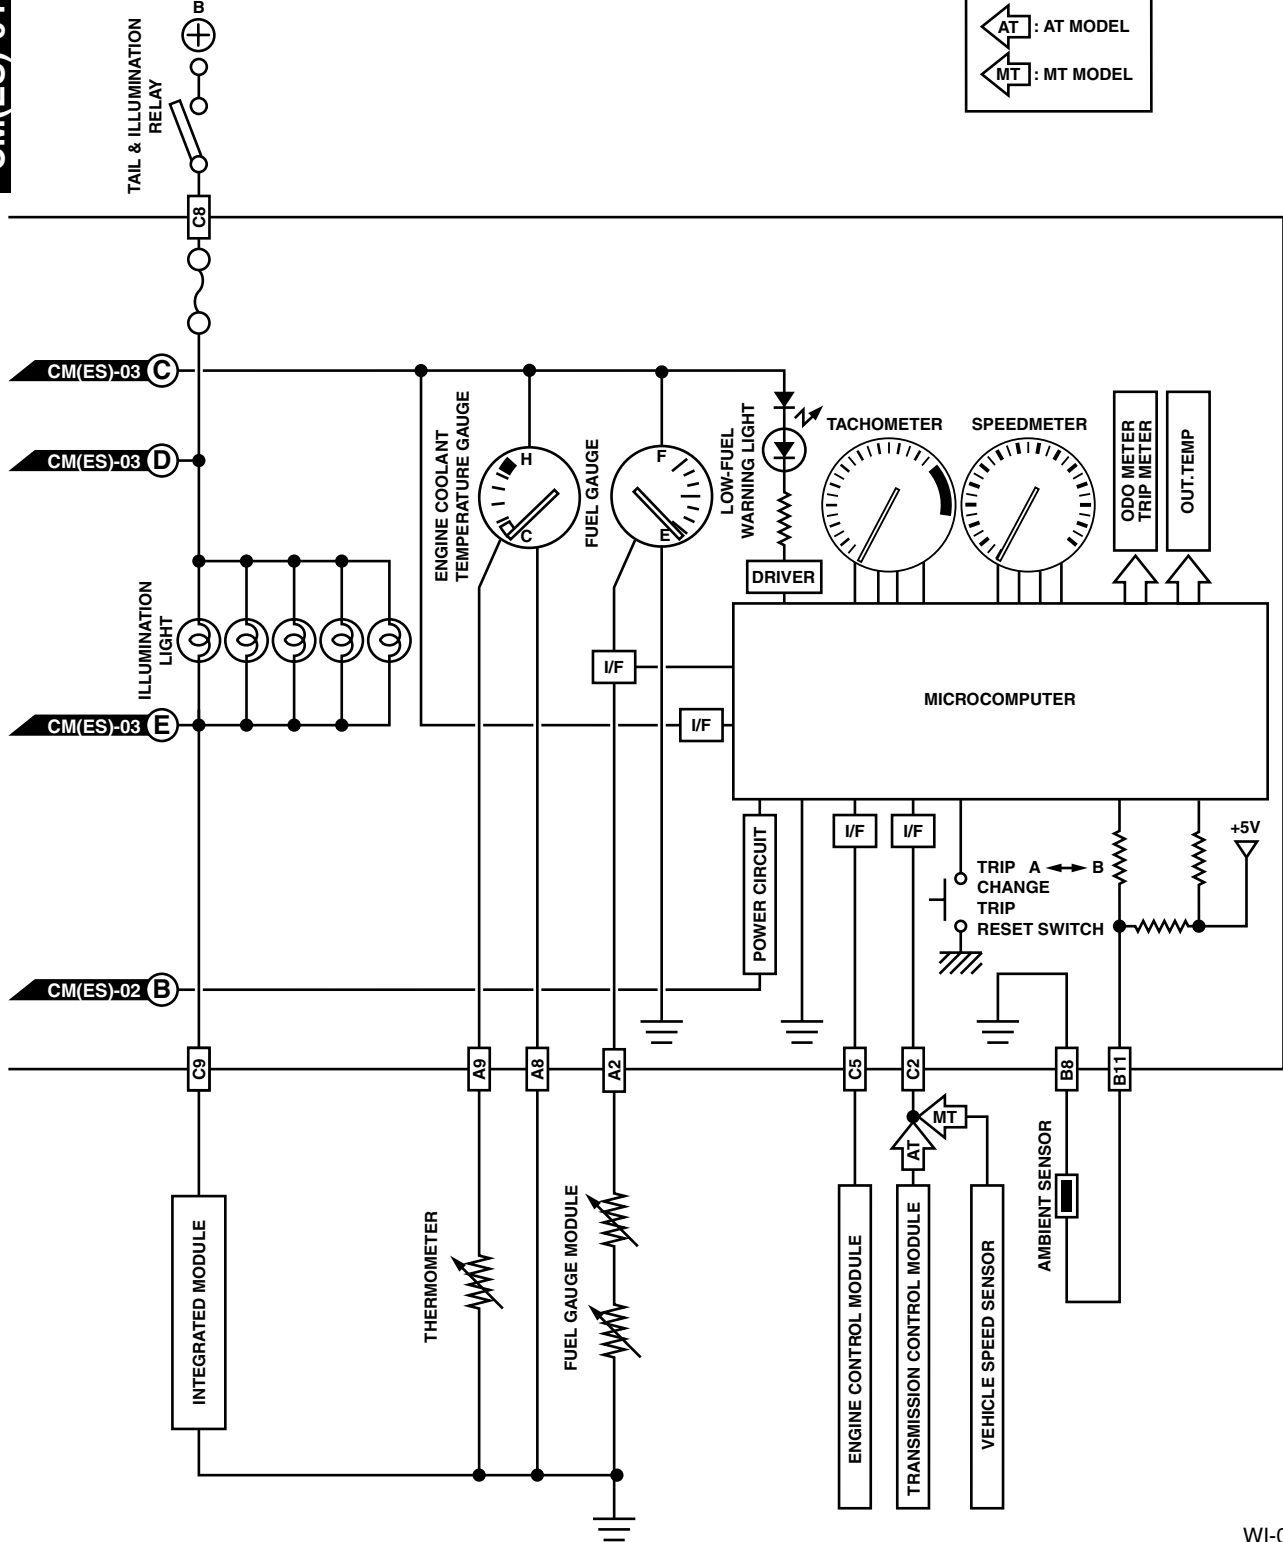 B
TAIL & ILLUMINATION
RELAY
AT : AT MODEL
MT : MT MODEL
C8
CM(ES)-03 C
CM(ES)-03 D
ENGINE COOLANT
TEMPERATURE GAUGE
H
C
FUEL GAUGE
F
E
LOW-FUEL
WARNING LIGHT
TACHOMETER
SPEEDMETER
ODO METER
TRIP METER
OUT.TEMP
DRIVER
ILLUMINATION
LIGHT
I/F
MICROCOMPUTER
CM(ES)-03 E
I/F
POWER CIRCUIT
I/F
I/F
+5V
TRIP A B
CHANGE
TRIP
RESET SWITCH
CM(ES)-02 B
C9
A9
A8
A2
C5
C2
B8
B11
MT
AT
AMBIENT SENSOR
INTEGRATED MODULE
THERMOMETER
FUEL GAUGE MODULE
ENGINE CONTROL MODULE
TRANSMISSION CONTROL MODULE
VEHICLE SPEED SENSOR